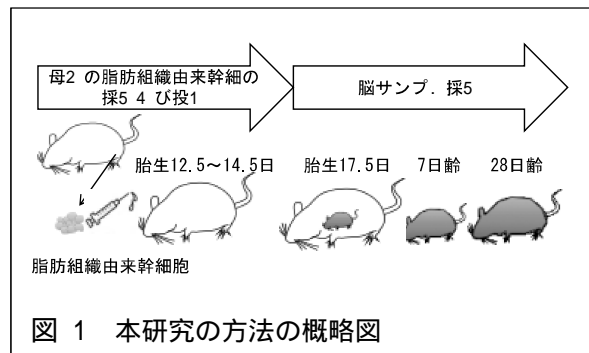 母2 の脂肪組織由来幹細の
採5 4 び投1
脳サンプ. 採5
胎生12.5～14.5日
胎生17.5日
7日齢
28日齢
脂肪組織由来幹細胞
図 1 本研究の方法の概略図